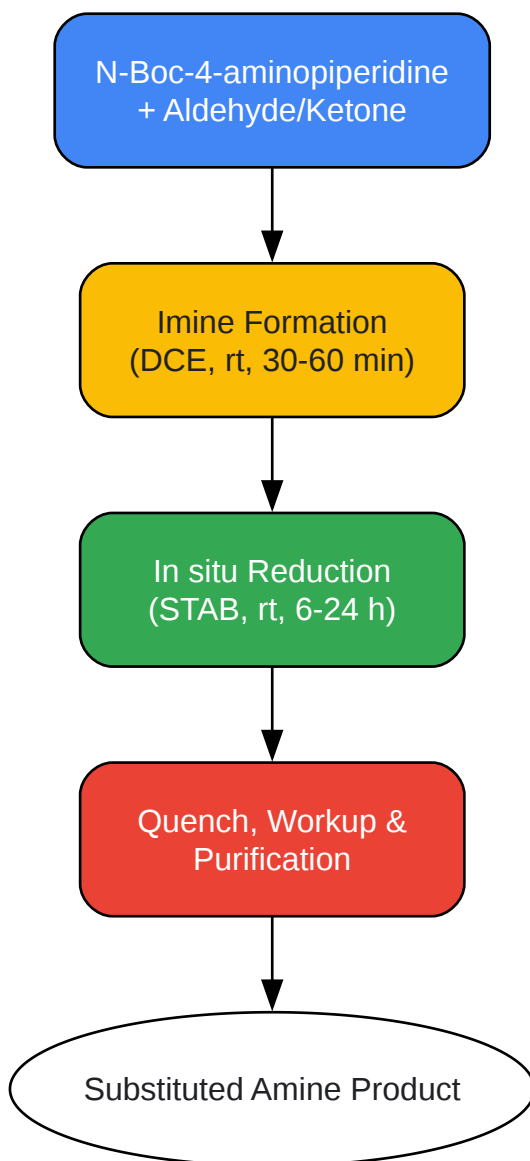 N-Boc-4-aminopiperidine
+ Aldehyde/Ketone
Imine Formation
(DCE, rt, 30-60 min)
In situ Reduction
(STAB, rt, 6-24 h)
Quench, Workup &
Purification
Substituted Amine Product